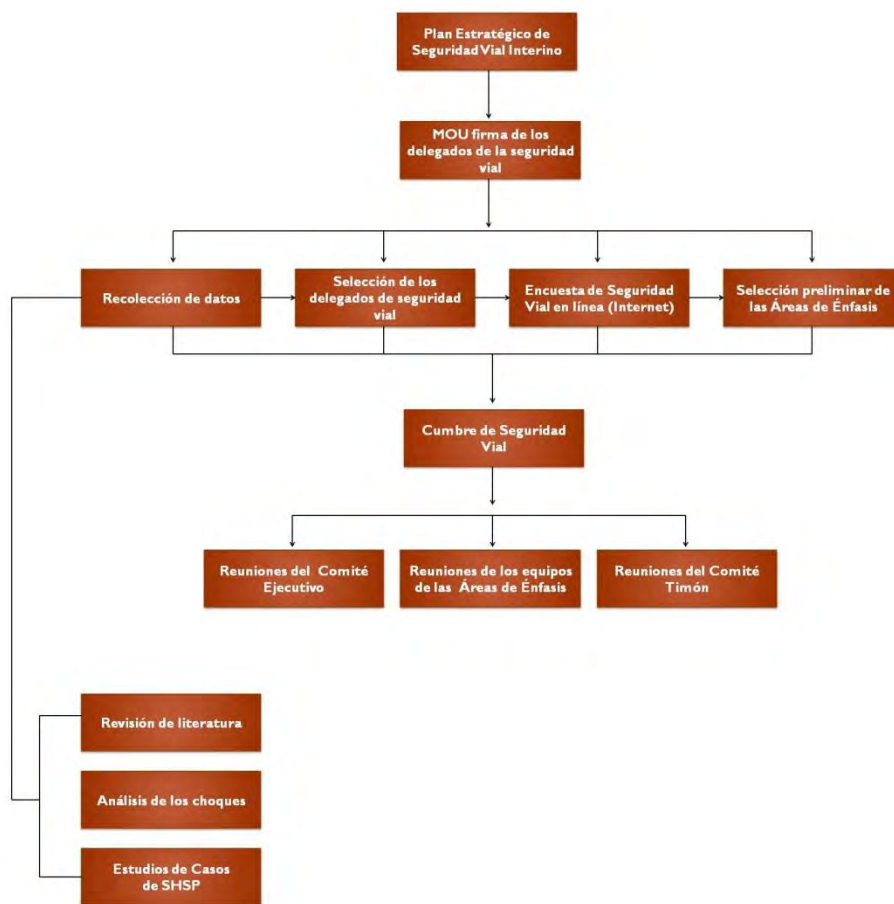 Plan Estratégico de
Seguridad Vial Interino
MOU firma de los
delegados de la seguridad
vial
Recolección de datos
Selección de los
delegados de seguridad
vial
Encuesta de Seguridad
Vial en línea (Internet)
Selección preliminar de
las Áreas de Énfasis
Cumbre de Seguridad
Vial
Reuniones del Comité
Ejecutivo
Reuniones de los equipos
de las Áreas de Énfasis
Reuniones del Comité
Timón
Revisión de literatura
Análisis de los choques
Estudios de Casos
de SHSP